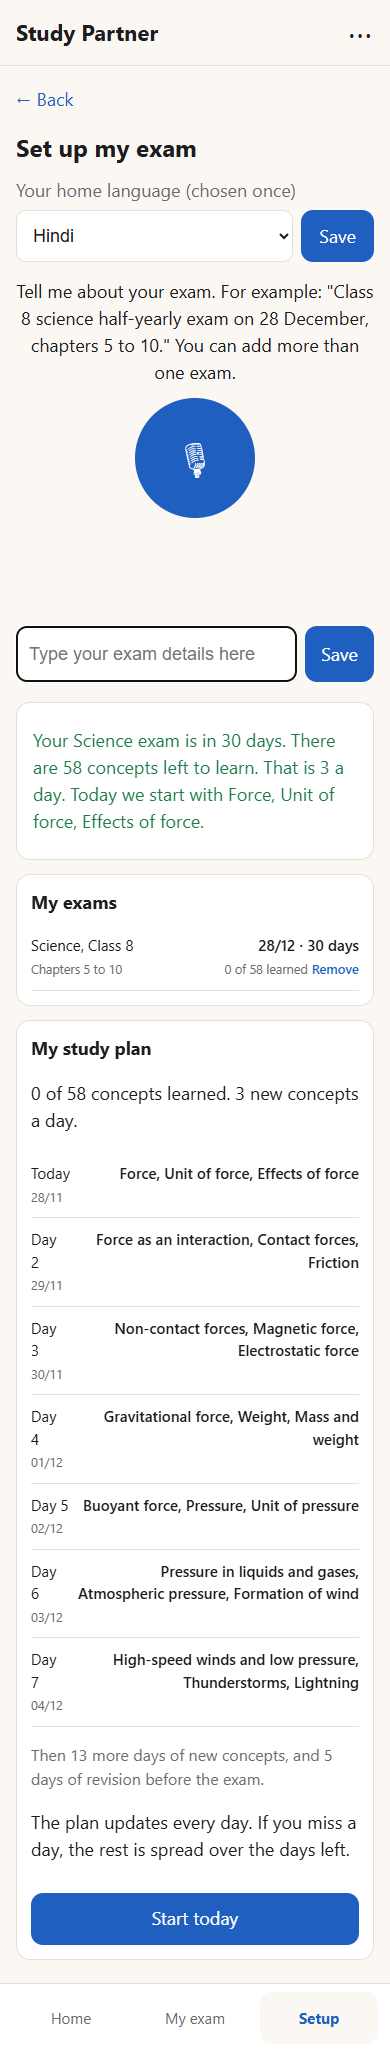 Study Partner ...
← Back
Set up my exam
Your home language (chosen once)
Hindi Save
Tell me about your exam. For example: "Class
8 science half-yearly exam on 28 December,
chapters 5 to 10." You can add more than
one exam.
Type your exam details here Save
Your Science exam is in 30 days. There
are 58 concepts left to learn. That is 3 a
day. Today we start with Force, Unit of
force, Effects of force.
My exams
Science, Class 8 28/12 · 30 days
Chapters 5 to 10 0 of 58 learned Remove
My study plan
0 of 58 concepts learned. 3 new concepts
a day.
Today Force, Unit of force, Effects of force
28/11
Day Force as an interaction, Contact forces,
2 Friction
29/11
Day Non-contact forces, Magnetic force,
3 Electrostatic force
30/11
Day Gravitational force, Weight, Mass and
4 weight
01/12
Day 5 Buoyant force, Pressure, Unit of pressure
02/12
Day Pressure in liquids and gases,
6 Atmospheric pressure, Formation of wind
03/12
Day High-speed winds and low pressure,
7 Thunderstorms, Lightning
04/12
Then 13 more days of new concepts, and 5
days of revision before the exam.
The plan updates every day. If you miss a
day, the rest is spread over the days left.
Start today
Home My exam Setup